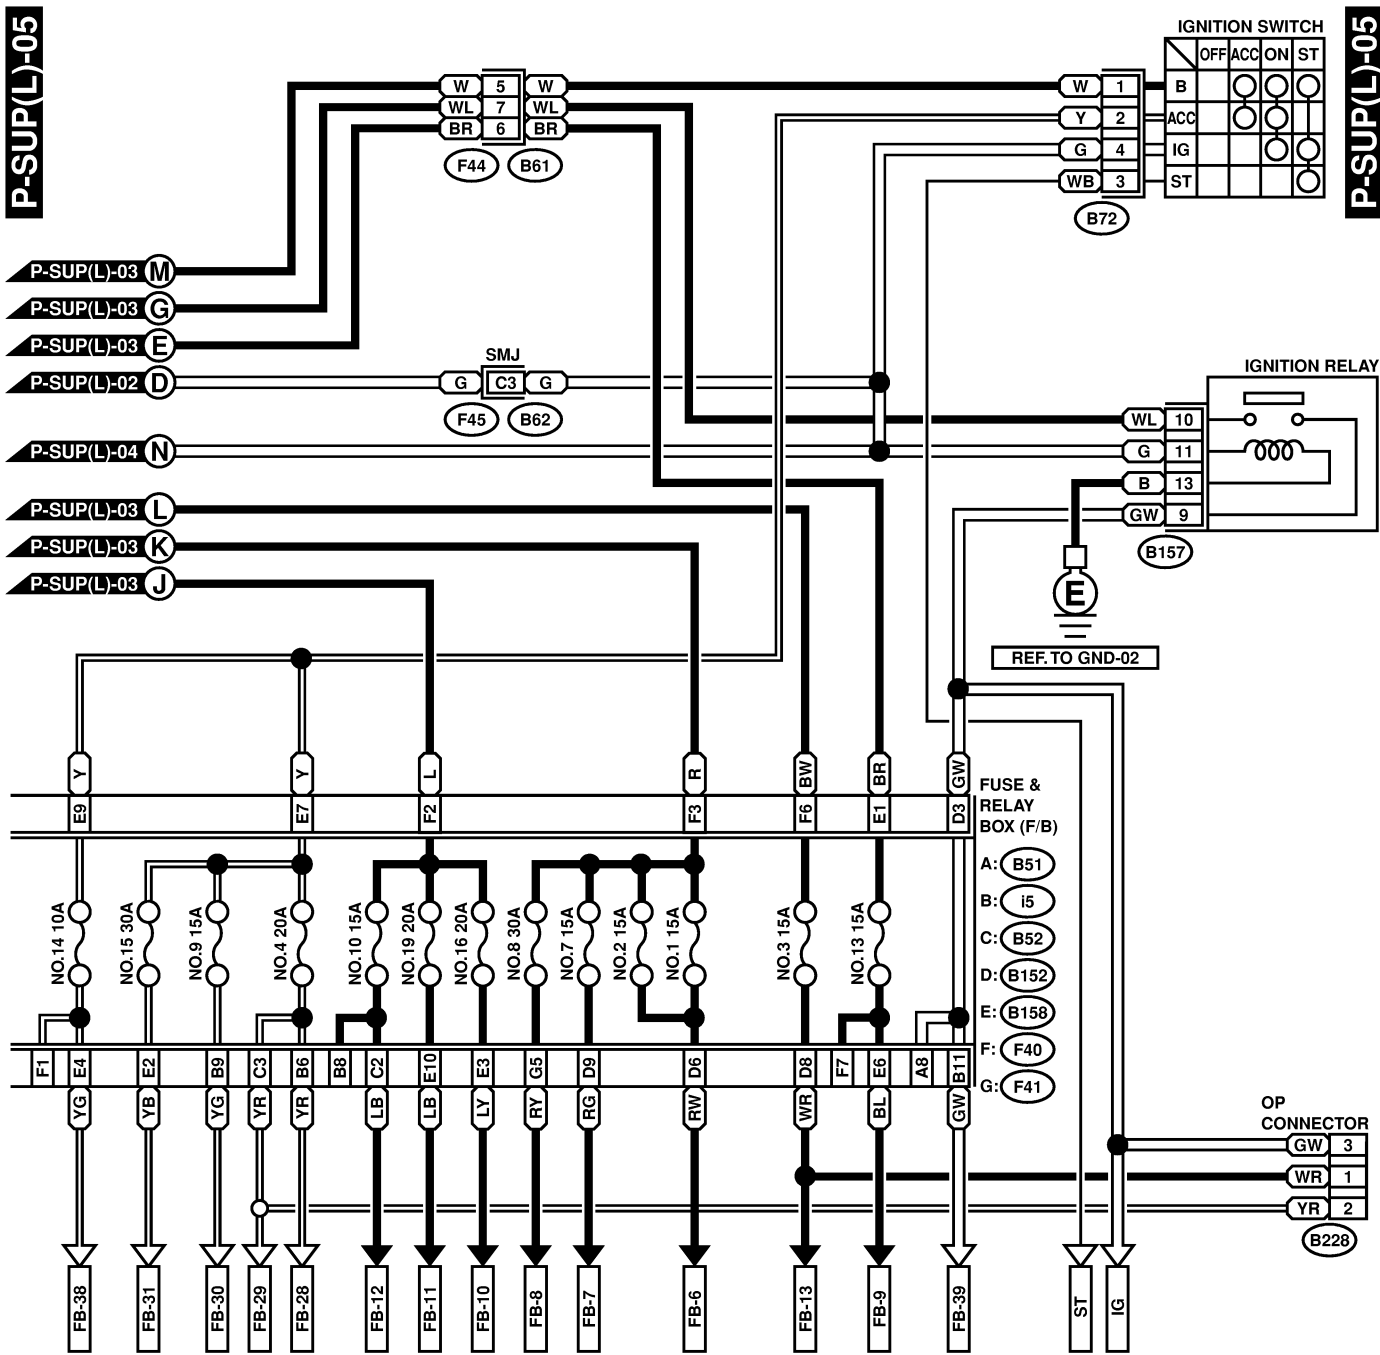 P-SUP(L)-05
P-SUP(L)-05
IGNITION SWITCH
OFF ACC ON ST
B
ACC
IG
ST
W 1
Y 2
G 4
WB 3
B72
W 5 W
WL 7 WL
BR 6 BR
F44 B61
P-SUP(L)-03 M
P-SUP(L)-03 G
P-SUP(L)-03 E
P-SUP(L)-02 D
SMJ
G C3 G
F45 B62
P-SUP(L)-04 N
P-SUP(L)-03 L
P-SUP(L)-03 K
P-SUP(L)-03 J
IGNITION RELAY
WL 10
G 11
B 13
GW 9
B157
E
REF. TO GND-02
Y Y L R BW BR GW
E9 E7 F2 F3 F6 E1 D3
FUSE &
RELAY
BOX (F/B)
A: B51
B: i5
C: B52
D: B152
E: B158
F: F40
G: F41
NO.14 10A
NO.15 30A
NO.9 15A
NO.4 20A
NO.10 15A
NO.19 20A
NO.16 20A
NO.8 30A
NO.7 15A
NO.2 15A
NO.1 15A
NO.3 15A
NO.13 15A
F1 E4 E2 B9 C3 B6 B8 C2 E10 E3 G5 D9 D6 D8 F7 E6 A8 B11
YG YB YG YR YR LB LB LY RY RG RW WR BL GW
OP
CONNECTOR
GW 3
WR 1
YR 2
B228
FB-38 FB-31 FB-30 FB-29 FB-28 FB-12 FB-11 FB-10 FB-8 FB-7 FB-6 FB-13 FB-9 FB-39 ST IG